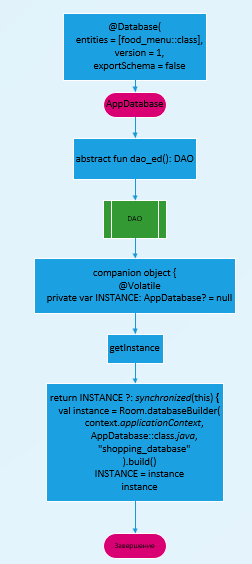 @Database{
entities = [food_menu::class],
version = 1,
exportSchema = false
AppDatabase
abstract fun dao_ed(): DAO
DAO
companion object {
@Volatile
private var INSTANCE: AppDatabase? = null
getInstance
return INSTANCE ?: synchronized(this) {
val instance = Room.databaseBuilder(
context.applicationContext,
AppDatabase::class.java,
"shopping_database"
).build()
INSTANCE = instance
instance
Завершение